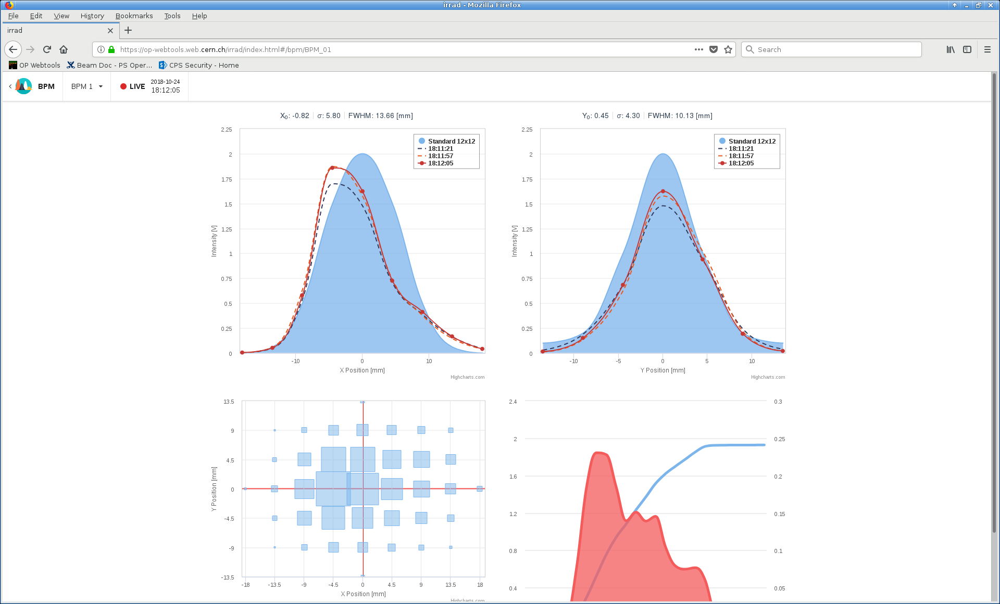 irrad - Mozilla Firefox
File Edit View History Bookmarks Tools Help
irrad
https://op-webtools.web.cern.ch/irrad/index.html#/bpm/BPM_01
Search
OP Webtools Beam Doc - PS Oper... CPS Security - Home
BPM BPM 1 LIVE 2018-10-24
18:12:05
X₀: -0.82 σ: 5.80 FWHM: 13.66 [mm]
2.25
2
1.75
1.5
1.25
1
0.75
0.5
0.25
0
Intensity [V]
Standard 12x12
18:11:21
18:11:57
18:12:05
-10 0 10
X Position [mm]
Highcharts.com
Y₀: 0.45 σ: 4.30 FWHM: 10.13 [mm]
2.25
2
1.75
1.5
1.25
1
0.75
0.5
0.25
0
Intensity [V]
Standard 12x12
18:11:21
18:11:57
18:12:05
-10 -5 0 5 10
Y Position [mm]
Highcharts.com
13.5
9
4.5
0
-4.5
-9
-13.5
Y Position [mm]
-18 -13.5 -9 -4.5 0 4.5 9 13.5 18
X Position [mm]
Highcharts.com
2.4 0.3
2 0.25
1.6 0.2
1.2 0.15
0.8 0.1
0.4 0.05